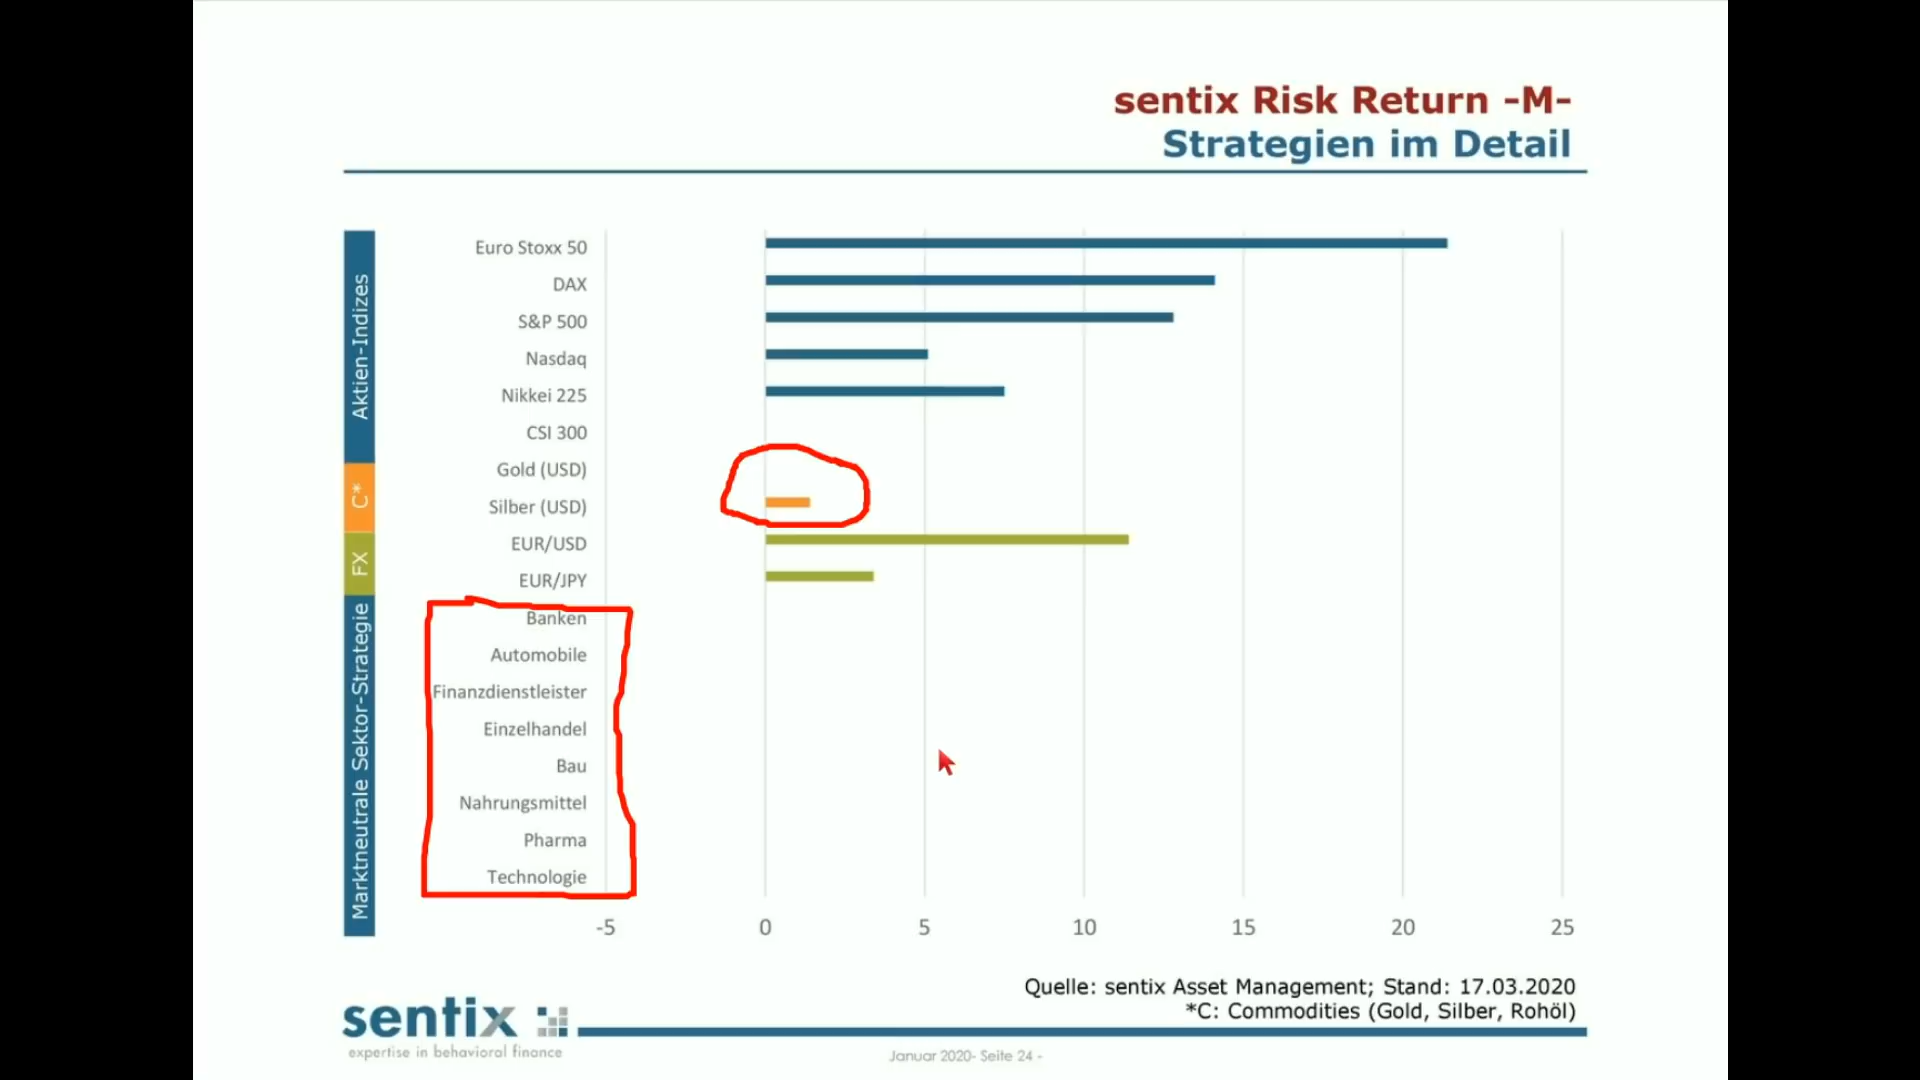 sentix Risk Return -M-
Strategien im Detail
Aktien-Indizes
Euro Stoxx 50
DAX
S&P 500
Nasdaq
Nikkei 225
CSI 300
C*
Gold (USD)
Silber (USD)
FX
EUR/USD
EUR/JPY
Marktneutrale Sektor-Strategie
Banken
Automobile
Finanzdienstleister
Einzelhandel
Bau
Nahrungsmittel
Pharma
Technologie
-5 0 5 10 15 20 25
Quelle: sentix Asset Management; Stand: 17.03.2020
*C: Commodities (Gold, Silber, Rohöl)
sentix
expertise in behavioral finance
Januar 2020- Seite 24 -